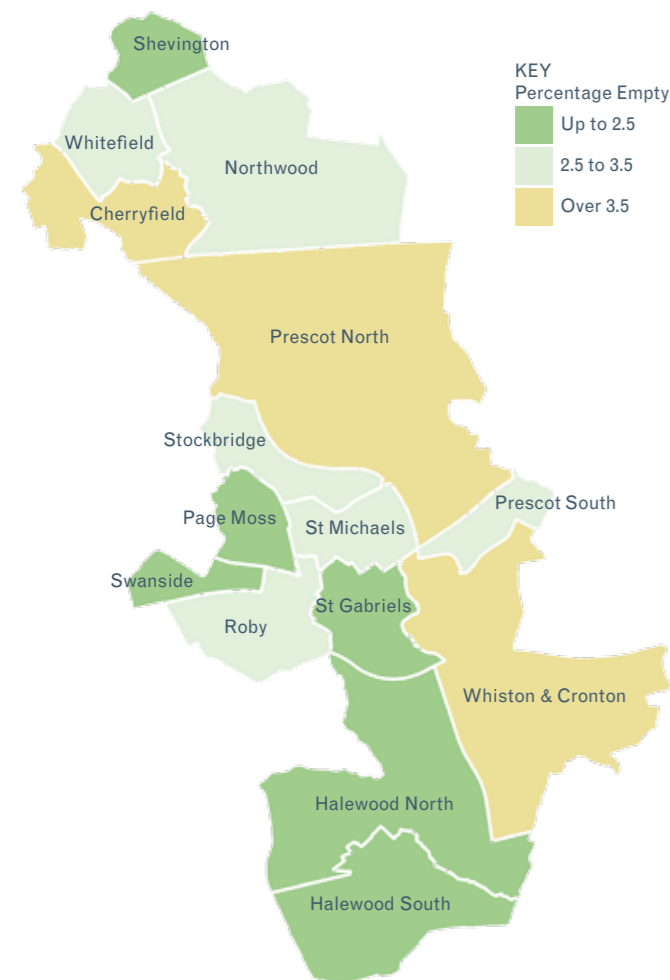 Shevington
KEY
Percentage Empty
Up to 2.5
2.5 to 3.5
Over 3.5
Whitefield
Northwood
Cherryfield
Prescot North
Stockbridge
Prescot South
Page Moss
St Michaels
Swanside
St Gabriels
Roby
Whiston & Cronton
Halewood North
Halewood South